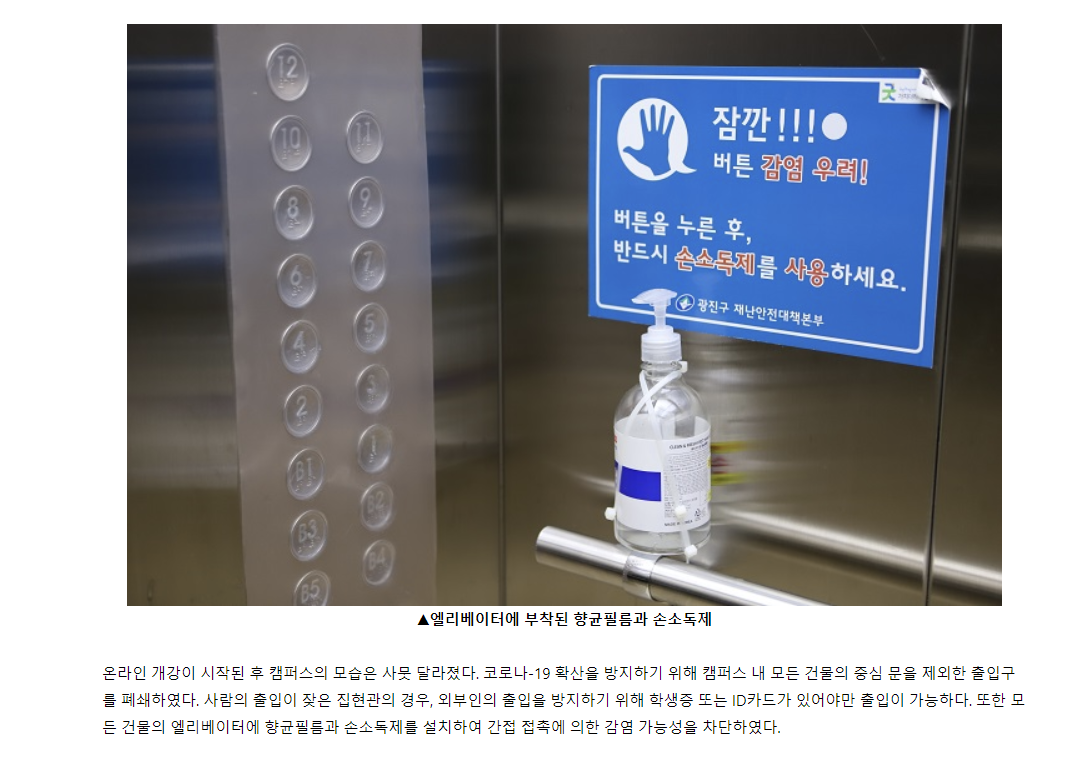 12
10
11
8
9
6
7
4
5
2
3
B1
1
B3
B2
B5
B4
굿
잠깐!!!
버튼 감염 우려!
버튼을 누른 후,
반드시 손소독제를 사용하세요.
광진구 재난안전대책본부
▲엘리베이터에 부착된 향균필름과 손소독제
온라인 개강이 시작된 후 캠퍼스의 모습은 사뭇 달라졌다. 코로나-19 확산을 방지하기 위해 캠퍼스 내 모든 건물의 중심 문을 제외한 출입구
를 폐쇄하였다. 사람의 출입이 잦은 집현관의 경우, 외부인의 출입을 방지하기 위해 학생증 또는 ID카드가 있어야만 출입이 가능하다. 또한 모
든 건물의 엘리베이터에 향균필름과 손소독제를 설치하여 간접 접촉에 의한 감염 가능성을 차단하였다.